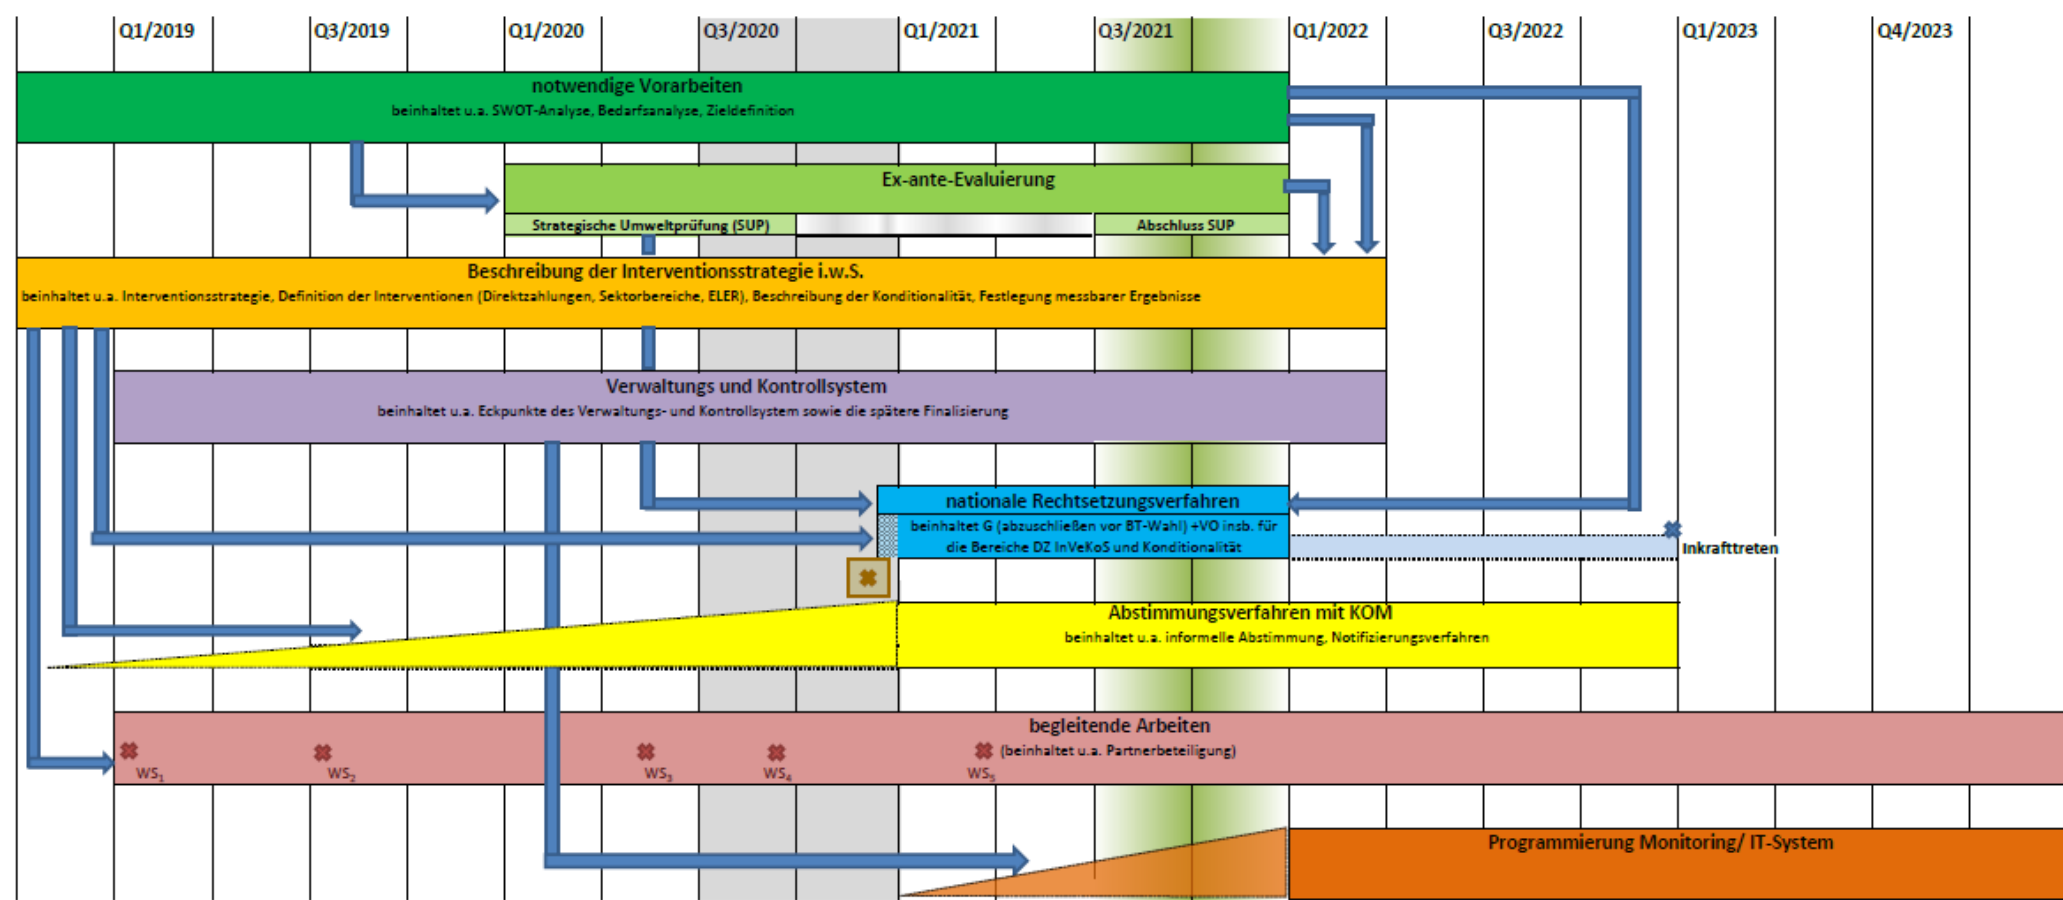 Q1/2019 Q3/2019 Q1/2020 Q3/2020 Q1/2021 Q3/2021 Q1/2022 Q3/2022 Q1/2023 Q4/2023
notwendige Vorarbeiten
beinhaltet u.a. SWOT-Analyse, Bedarfsanalyse, Zieldefinition
Ex-ante-Evaluierung
Strategische Umweltprüfung (SUP) Abschluss SUP
Beschreibung der Interventionsstrategie i.w.S.
beinhaltet u.a. Interventionsstrategie, Definition der Interventionen (Direktzahlungen, Sektorbereiche, ELER), Beschreibung der Konditionalität, Festlegung messbarer Ergebnisse
Verwaltungs und Kontrollsystem
beinhaltet u.a. Eckpunkte des Verwaltungs- und Kontrollsystem sowie die spätere Finalisierung
nationale Rechtsetzungsverfahren
beinhaltet G (abzuschließen vor BT-Wahl) +VO insb. für
die Bereiche DZ InVeKoS und Konditionalität
Inkrafttreten
Abstimmungsverfahren mit KOM
beinhaltet u.a. informelle Abstimmung, Notifizierungsverfahren
begleitende Arbeiten
(beinhaltet u.a. Partnerbeteiligung)
WS₁ WS₂ WS₃ WS₄ WS₅
Programmierung Monitoring/ IT-System